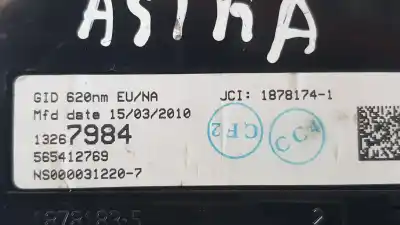 ASTRA
GID 620nm EU/NA JCI: 1878174-1
Mfd date 15/03/2010
13267984
565412769
NS000031220-7
CF2
CC4